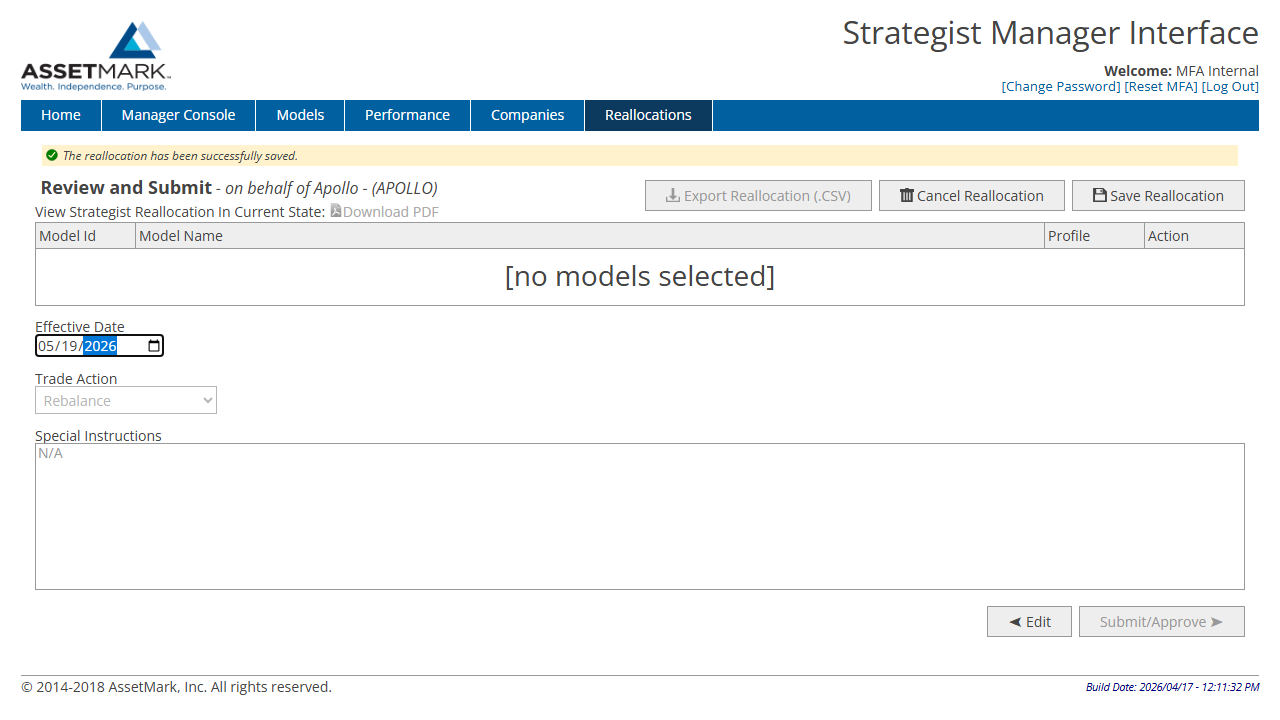 ASSETMARK™
Wealth. Independence. Purpose.
Strategist Manager Interface
Welcome: MFA Internal
[Change Password] [Reset MFA] [Log Out]
Home Manager Console Models Performance Companies Reallocations
The reallocation has been successfully saved.
Review and Submit - on behalf of Apollo - (APOLLO)
Export Reallocation (.CSV) Cancel Reallocation Save Reallocation
View Strategist Reallocation In Current State: Download PDF
Model Id Model Name Profile Action
[no models selected]
Effective Date
05/19/2026
Trade Action
Rebalance
Special Instructions
N/A
Edit Submit/Approve
© 2014-2018 AssetMark, Inc. All rights reserved.
Build Date: 2026/04/17 - 12:11:32 PM